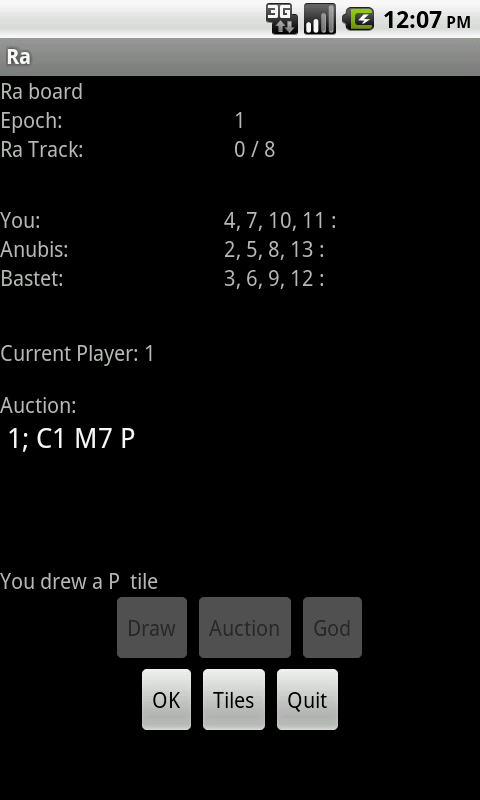 3G 12:07 PM
Ra
Ra board
Epoch: 1
Ra Track: 0 / 8
You: 4, 7, 10, 11 :
Anubis: 2, 5, 8, 13 :
Bastet: 3, 6, 9, 12 :
Current Player: 1
Auction:
1; C1 M7 P
You drew a P  tile
Draw Auction God
OK Tiles Quit